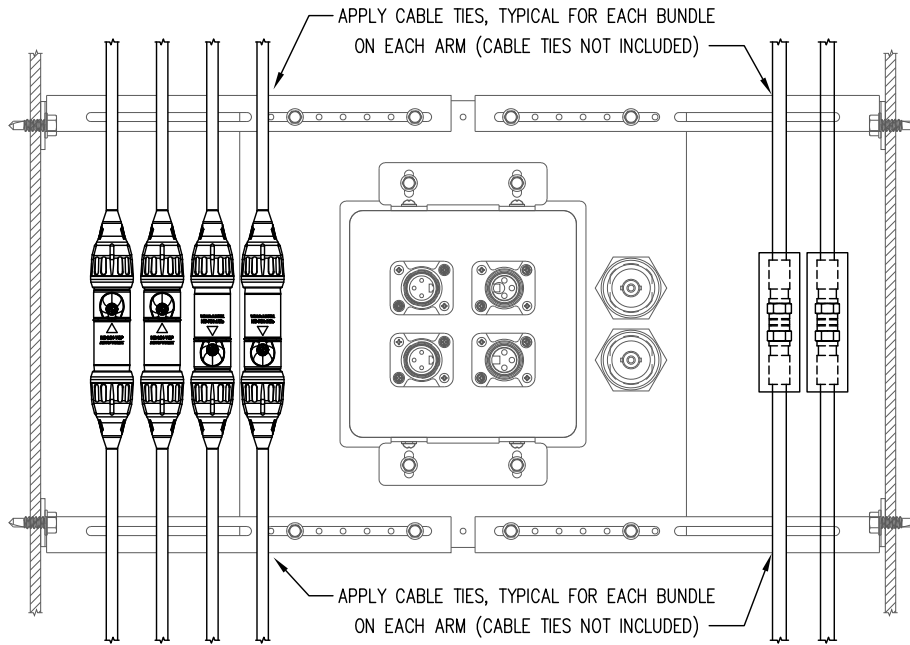 APPLY CABLE TIES, TYPICAL FOR EACH BUNDLE
ON EACH ARM (CABLE TIES NOT INCLUDED)
APPLY CABLE TIES, TYPICAL FOR EACH BUNDLE
ON EACH ARM (CABLE TIES NOT INCLUDED)